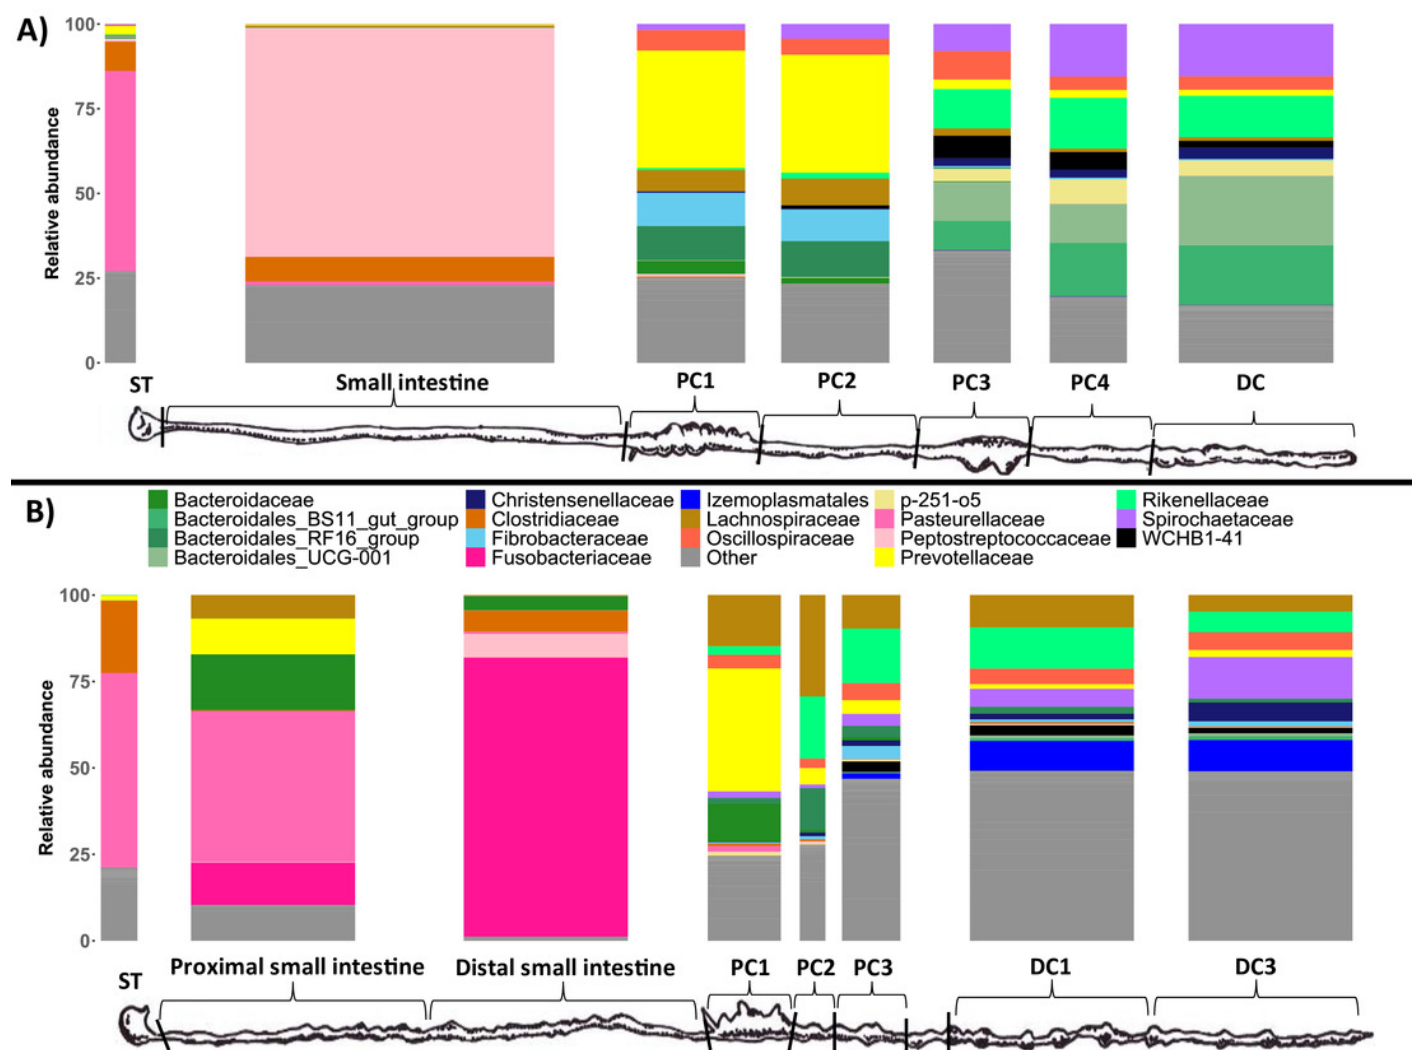 A)
100
75
50
25
0
Relative abundance
ST
Small intestine
PC1
PC2
PC3
PC4
DC
B)
Bacteroidaceae
Bacteroidales_BS11_gut_group
Bacteroidales_RF16_group
Bacteroidales_UCG-001
Christensenellaceae
Clostridiaceae
Fibrobacteraceae
Fusobacteriaceae
Izemoplasmatales
Lachnospiraceae
Oscillospiraceae
Other
p-251-o5
Pasteurellaceae
Peptostreptococcaceae
Prevotellaceae
Rikenellaceae
Spirochaetaceae
WCHB1-41
100
75
50
25
0
Relative abundance
ST
Proximal small intestine
Distal small intestine
PC1
PC2
PC3
DC1
DC3